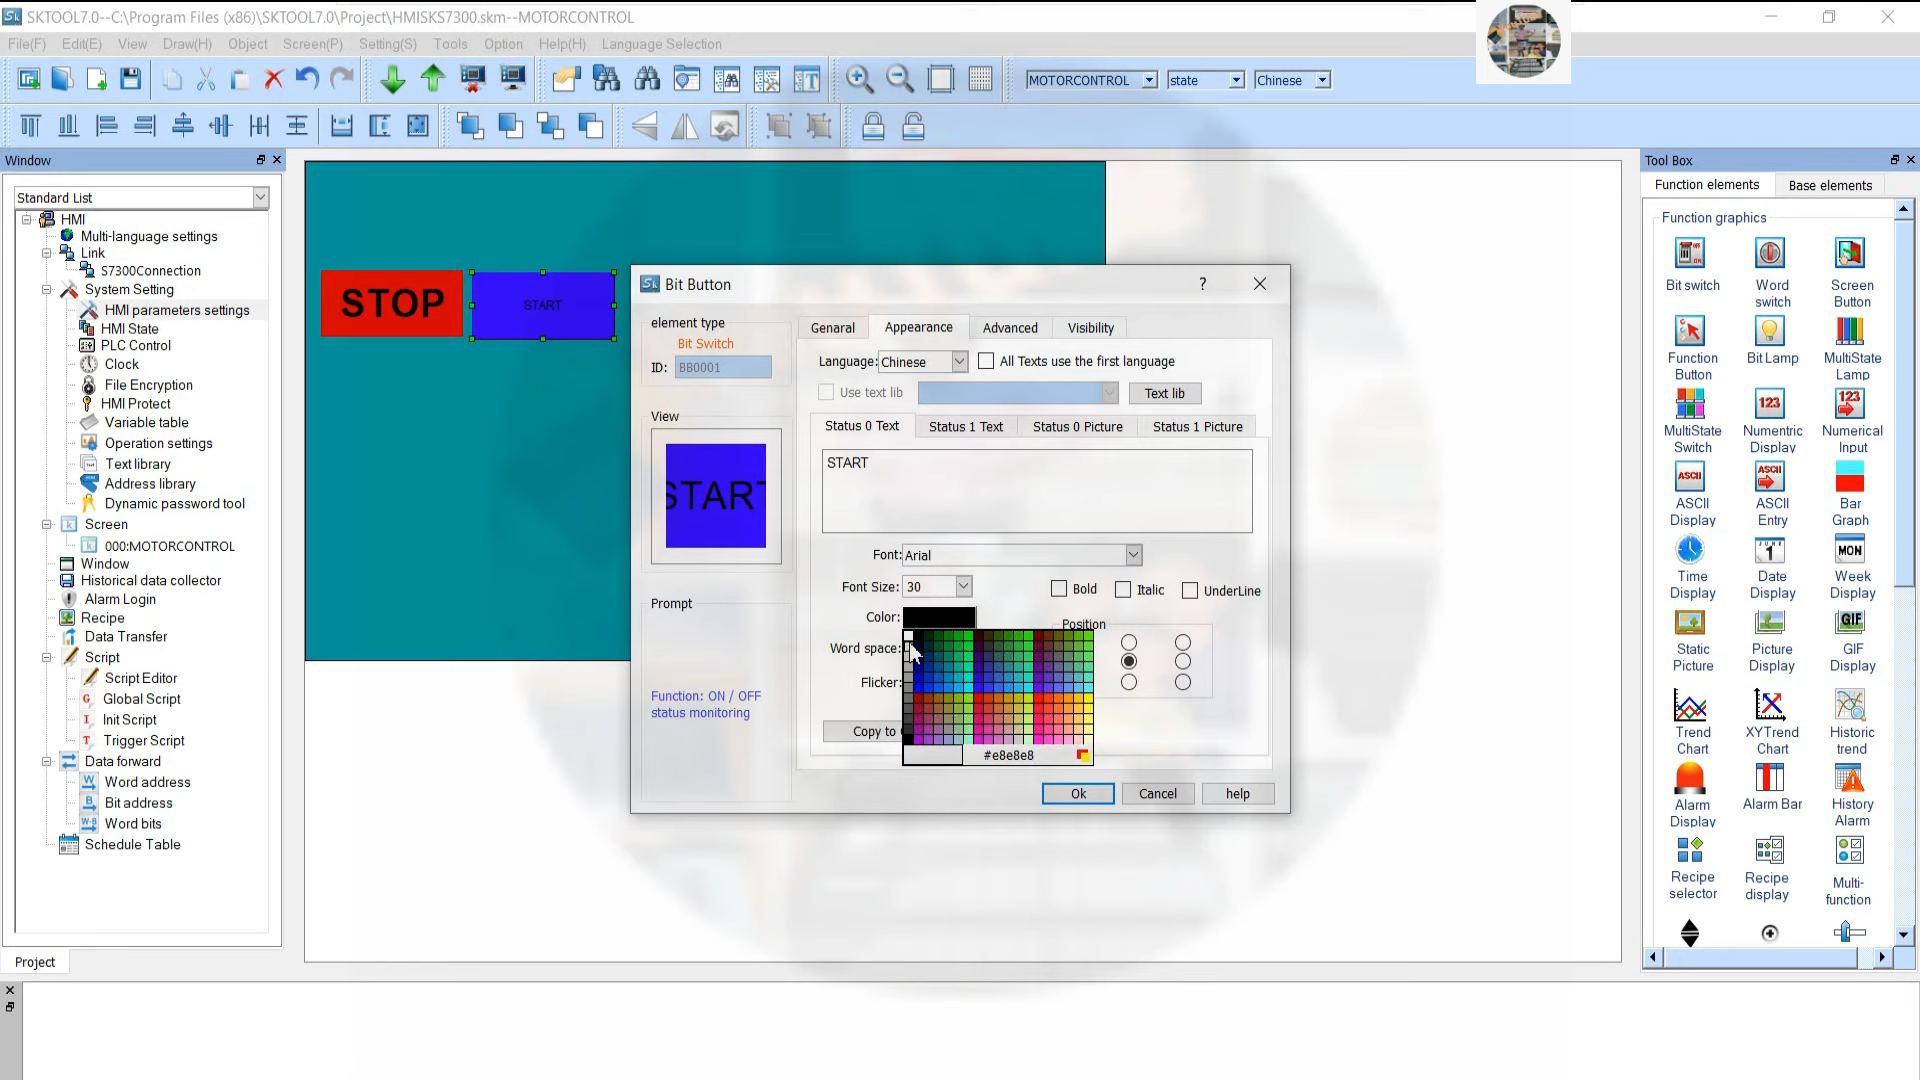 SKTOOL7.0--C:\Program Files (x86)\SKTOOL7.0\Project\HMISKS7300.skm--MOTORCONTROL
File(F) Edit(E) View Draw(H) Object Screen(P) Setting(S) Tools Option Help(H) Language Selection
MOTORCONTROL state Chinese
Window
Standard List
HMI
Multi-language settings
Link
S7300Connection
System Setting
HMI parameters settings
HMI State
PLC Control
Clock
File Encryption
HMI Protect
Variable table
Operation settings
Text library
Address library
Dynamic password tool
Screen
000:MOTORCONTROL
Window
Historical data collector
Alarm Login
Recipe
Data Transfer
Script
Script Editor
Global Script
Init Script
Trigger Script
Data forward
Word address
Bit address
Word bits
Schedule Table
Project
STOP START
Bit Button ?
element type
Bit Switch
ID: BB0001
View
START
Prompt
Function: ON / OFF
status monitoring
General Appearance Advanced Visibility
Language: Chinese All Texts use the first language
Use text lib Text lib
Status 0 Text Status 1 Text Status 0 Picture Status 1 Picture
START
Font: Arial
Font Size: 30 Bold Italic UnderLine
Color:
Position
Word space:
Flicker:
Copy to
#e8e8e8
Ok Cancel help
Tool Box
Function elements Base elements
Function graphics
Bit switch Word switch Screen Button
Function Button Bit Lamp MultiState Lamp
123 123
MultiState Switch Numentric Display Numerical Input
ASCII ASCII
ASCII Display ASCII Entry Bar Graph
JUNE 1 MON
Time Display Date Display Week Display
GIF
Static Picture Picture Display GIF Display
Trend Chart XYTrend Chart Historic trend
Alarm Display Alarm Bar History Alarm
Recipe selector Recipe display Multi-function